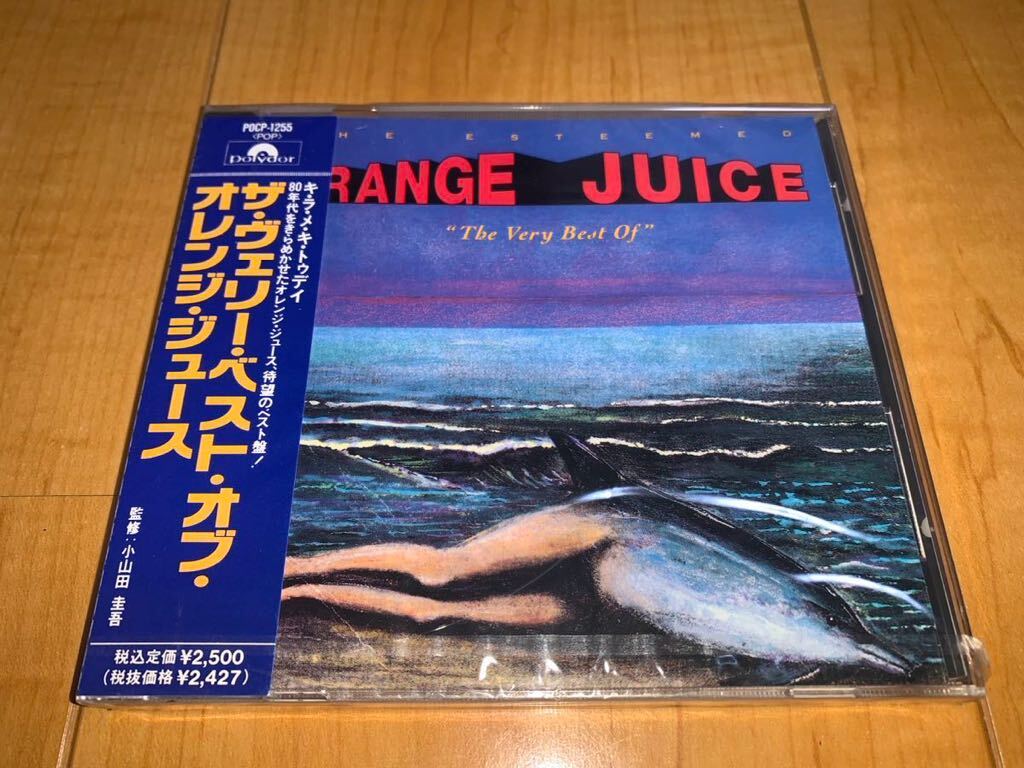 POCP-1255
〈POP〉
polydor
キ・ラ・メ・キ・トゥデイ
80年代をきらめかせたオレンジ・ジュース、待望のベスト盤!
ザ・ヴェリー・ベスト・オブ・
オレンジ・ジュース
監修:小山田 圭吾
税込定価¥2,500
(税抜価格¥2,427)
HE ESTEEMED
RANGE JUICE
"The Very Best Of"